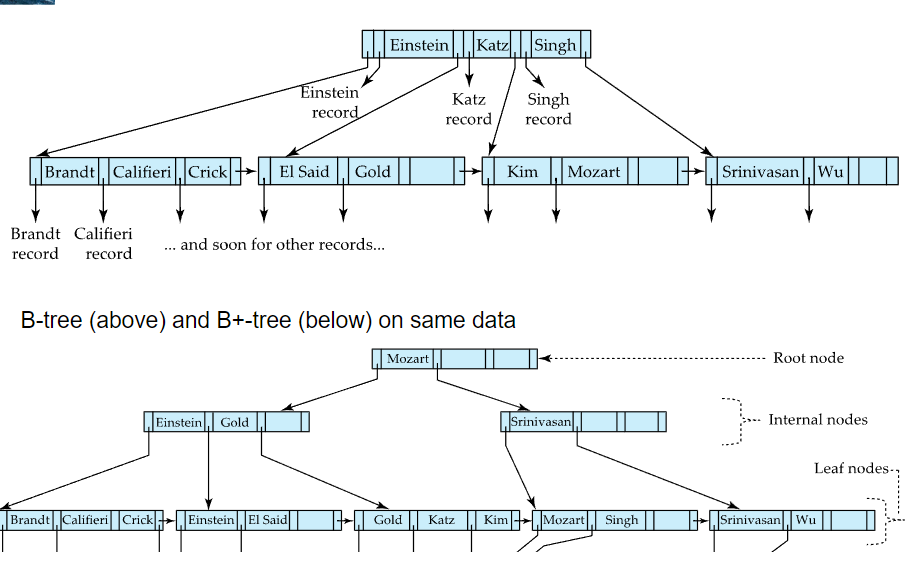 Einstein Katz Singh
Einstein record
Katz record
Singh record
Brandt Califieri Crick El Said Gold Kim Mozart Srinivasan Wu
Brandt record
Califieri record
... and soon for other records...
B-tree (above) and B+-tree (below) on same data
Mozart
Root node
Einstein Gold
Srinivasan
Internal nodes
Leaf nodes
Brandt Califieri Crick Einstein El Said Gold Katz Kim Mozart Singh Srinivasan Wu